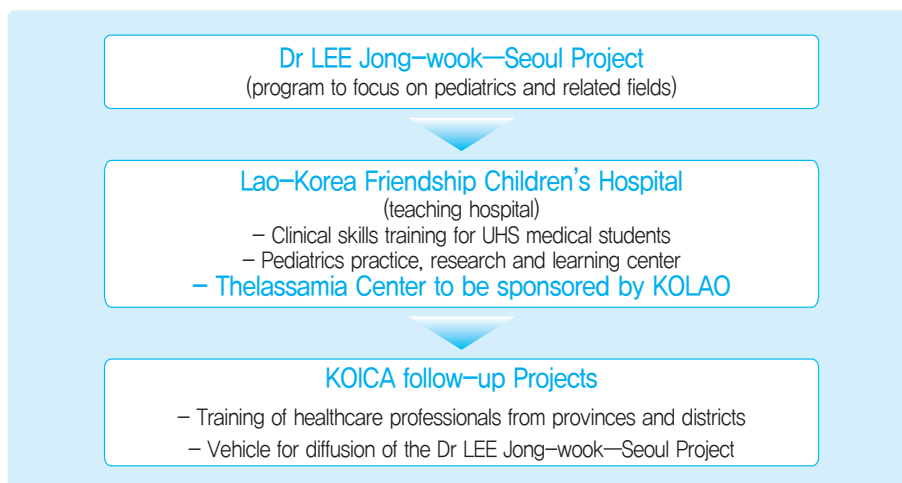 Dr LEE Jong-wook—Seoul Project
(program to focus on pediatrics and related fields)
Lao-Korea Friendship Children's Hospital
(teaching hospital)
- Clinical skills training for UHS medical students
- Pediatrics practice, research and learning center
- Thelassamia Center to be sponsored by KOLAO
KOICA follow-up Projects
- Training of healthcare professionals from provinces and districts
- Vehicle for diffusion of the Dr LEE Jong-wook—Seoul Project